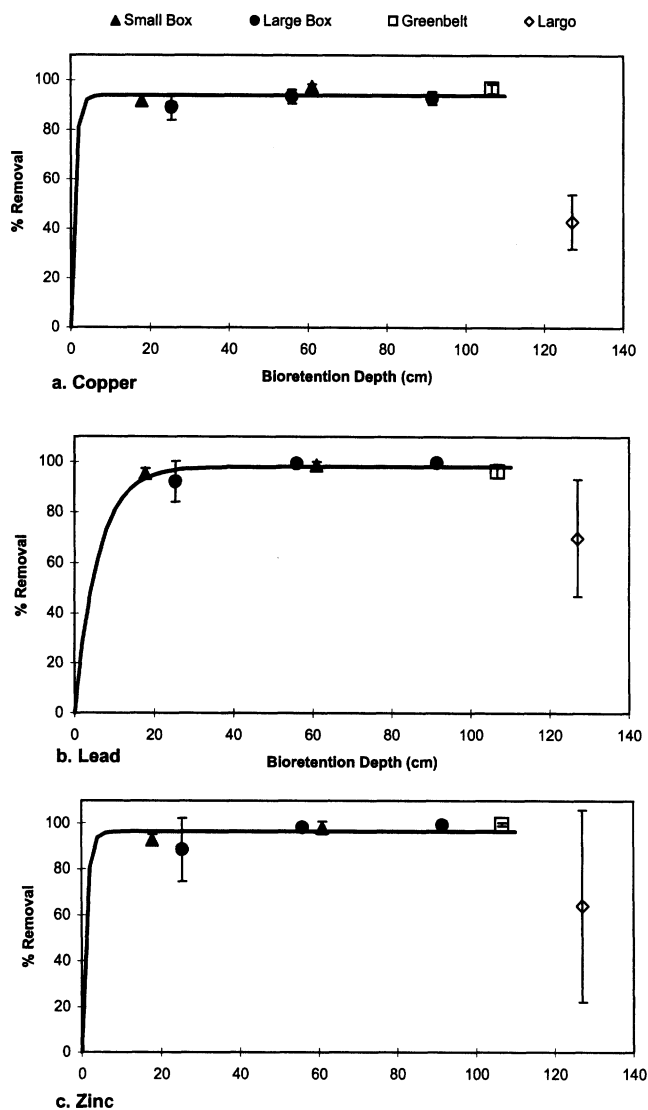 Small Box Large Box Greenbelt Largo
100
80
60
40
20
0
% Removal
0 20 40 60 80 100 120 140
Bioretention Depth (cm)
a. Copper
100
80
60
40
20
0
% Removal
0 20 40 60 80 100 120 140
Bioretention Depth (cm)
b. Lead
100
80
60
40
20
0
% Removal
0 20 40 60 80 100 120 140
c. Zinc